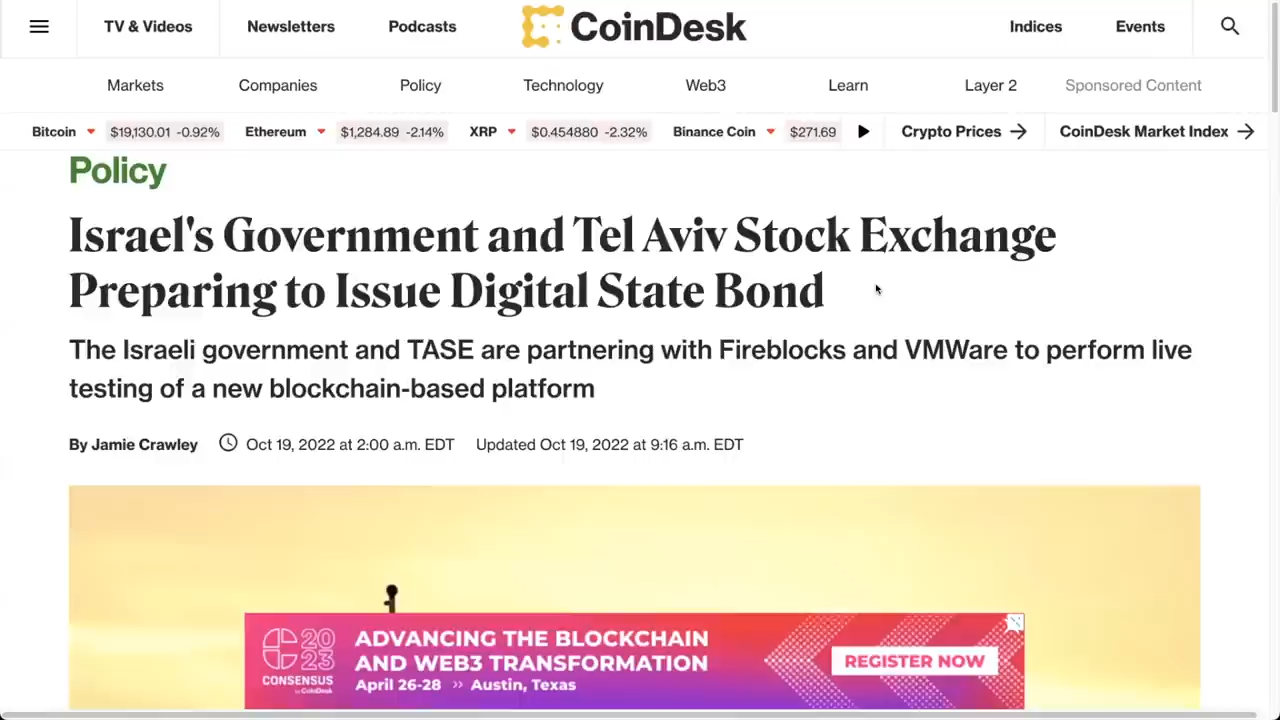 TV & Videos Newsletters Podcasts CoinDesk Indices Events
Markets Companies Policy Technology Web3 Learn Layer 2 Sponsored Content
Bitcoin $19,130.01 -0.92% Ethereum $1,284.89 -2.14% XRP $0.454880 -2.32% Binance Coin $271.69 Crypto Prices CoinDesk Market Index
Policy
Israel's Government and Tel Aviv Stock Exchange
Preparing to Issue Digital State Bond
The Israeli government and TASE are partnering with Fireblocks and VMWare to perform live
testing of a new blockchain-based platform
By Jamie Crawley Oct 19, 2022 at 2:00 a.m. EDT Updated Oct 19, 2022 at 9:16 a.m. EDT
2023
CONSENSUS
by CoinDesk
ADVANCING THE BLOCKCHAIN
AND WEB3 TRANSFORMATION
April 26-28 Austin, Texas
REGISTER NOW